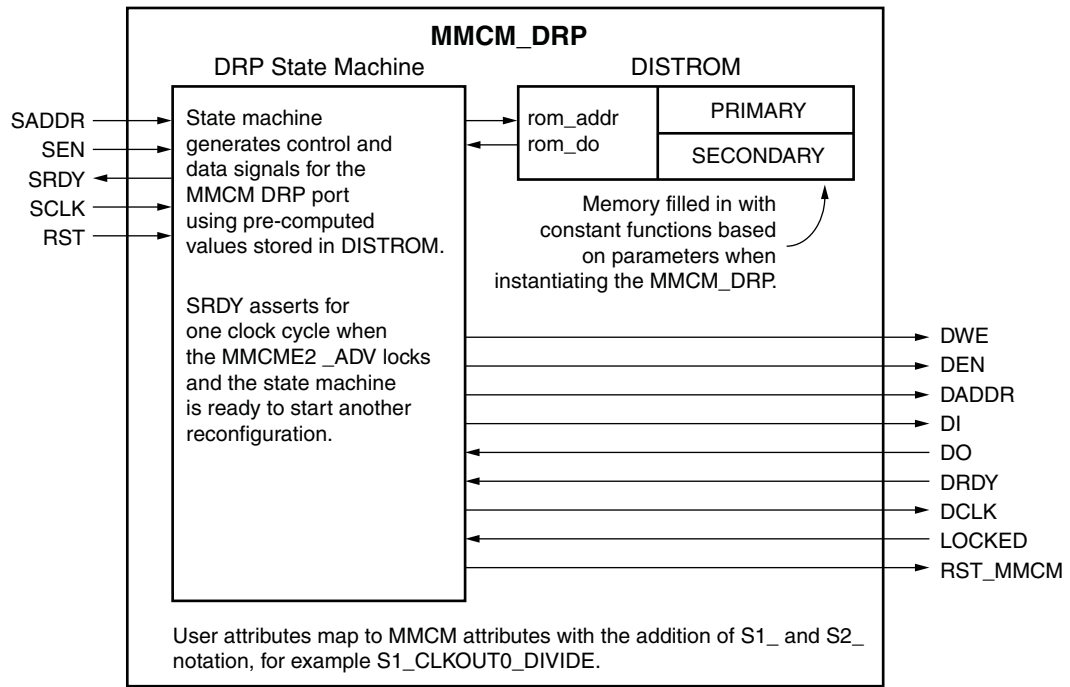 MMCM_DRP
DRP State Machine
DISTROM
SADDR
SEN
SRDY
SCLK
RST
State machine
generates control and
data signals for the
MMCM DRP port
using pre-computed
values stored in DISTROM.
SRDY asserts for
one clock cycle when
the MMCME2 _ADV locks
and the state machine
is ready to start another
reconfiguration.
rom_addr
rom_do
PRIMARY
SECONDARY
Memory filled in with
constant functions based
on parameters when
instantiating the MMCM_DRP.
DWE
DEN
DADDR
DI
DO
DRDY
DCLK
LOCKED
RST_MMCM
User attributes map to MMCM attributes with the addition of S1_ and S2_
notation, for example S1_CLKOUT0_DIVIDE.